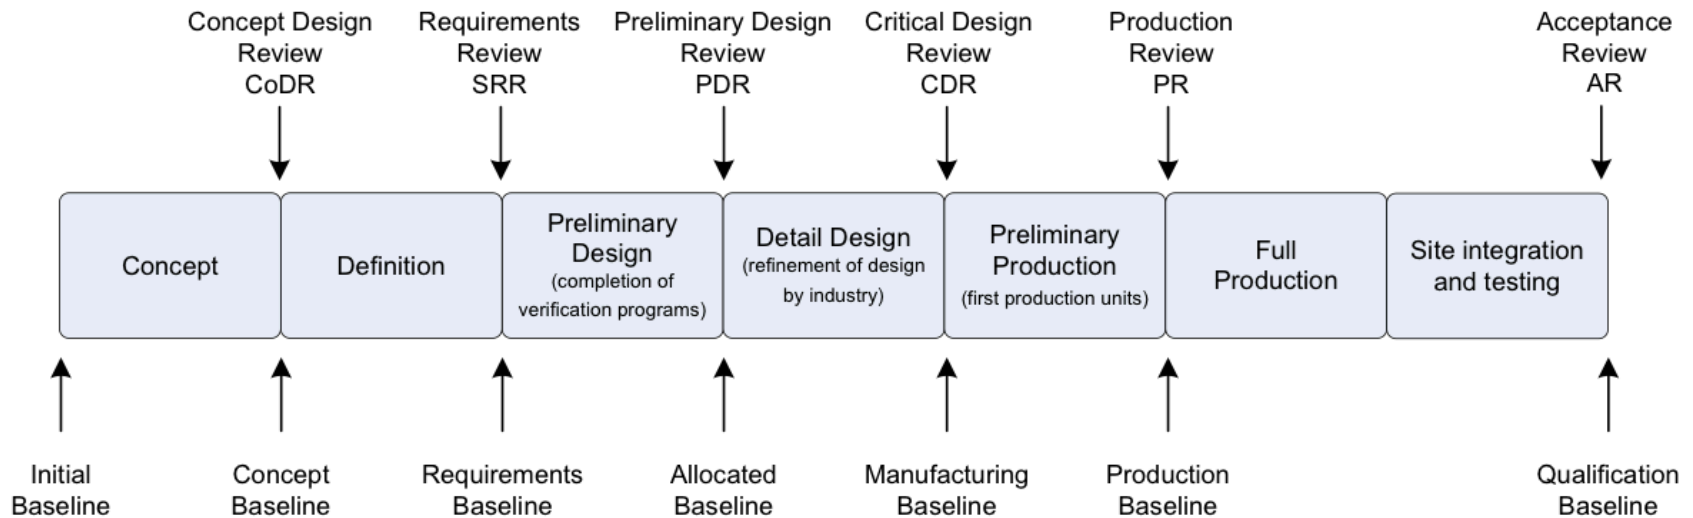 Concept Design
Review
CoDR
Requirements
Review
SRR
Preliminary Design
Review
PDR
Critical Design
Review
CDR
Production
Review
PR
Acceptance
Review
AR
Concept
Definition
Preliminary
Design
(completion of
verification programs)
Detail Design
(refinement of design
by industry)
Preliminary
Production
(first production units)
Full
Production
Site integration
and testing
Initial
Baseline
Concept
Baseline
Requirements
Baseline
Allocated
Baseline
Manufacturing
Baseline
Production
Baseline
Qualification
Baseline